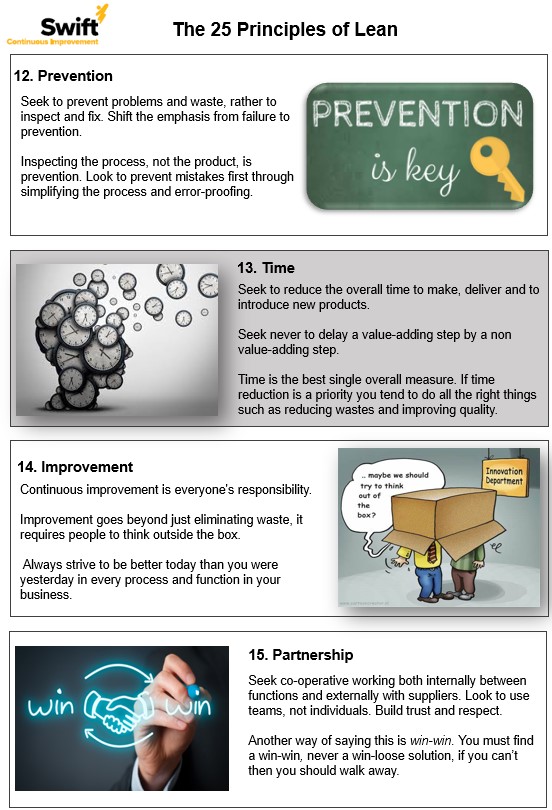 Swift
Continuous Improvement
The 25 Principles of Lean
12. Prevention
Seek to prevent problems and waste, rather to
inspect and fix. Shift the emphasis from failure to
prevention.
Inspecting the process, not the product, is
prevention. Look to prevent mistakes first through
simplifying the process and error-proofing.
PREVENTION
is key
13. Time
Seek to reduce the overall time to make, deliver and to
introduce new products.
Seek never to delay a value-adding step by a non
value-adding step.
Time is the best single overall measure. If time
reduction is a priority you tend to do all the right things
such as reducing wastes and improving quality.
14. Improvement
Continuous improvement is everyone's responsibility.
Improvement goes beyond just eliminating waste, it
requires people to think outside the box.
Always strive to be better today than you were
yesterday in every process and function in your
business.
.. maybe we should
try to think
out of
the
box?
Innovation
Department
15. Partnership
Seek co-operative working both internally between
functions and externally with suppliers. Look to use
teams, not individuals. Build trust and respect.
Another way of saying this is win-win. You must find
a win-win, never a win-loose solution, if you can't
then you should walk away.
win win